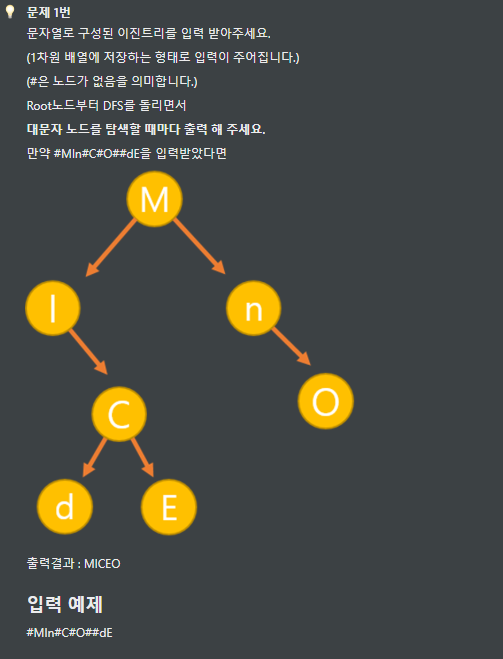 문제 1번
문자열로 구성된 이진트리를 입력 받아주세요.
(1차원 배열에 저장하는 형태로 입력이 주어집니다.)
(#은 노드가 없음을 의미합니다.)
Root노드부터 DFS를 돌리면서
대문자 노드를 탐색할 때마다 출력 해 주세요.
만약 #MIn#C#O##dE을 입력받았다면
M
I
n
C
O
d
E
출력결과 : MICEO
입력 예제
#MIn#C#O##dE